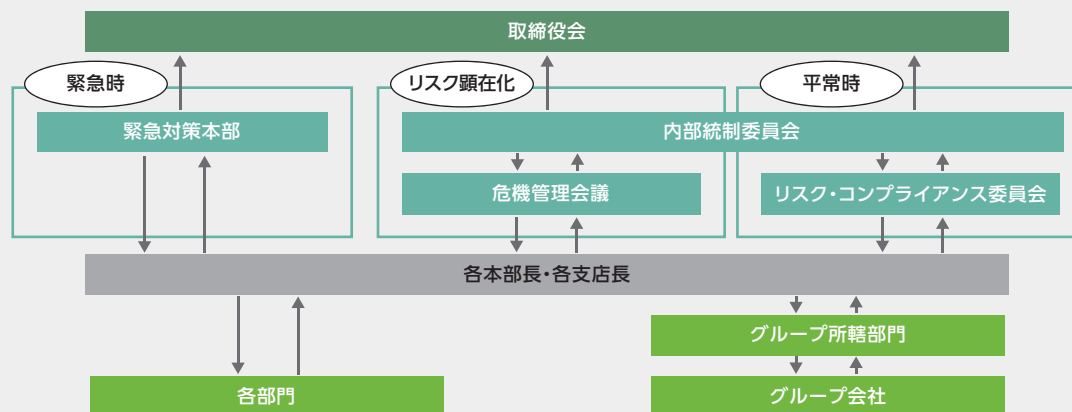 取締役会
緊急時
リスク顕在化
平常時
緊急対策本部
内部統制委員会
危機管理会議
リスク・コンプライアンス委員会
各本部長・各支店長
グループ所轄部門
各部門
グループ会社